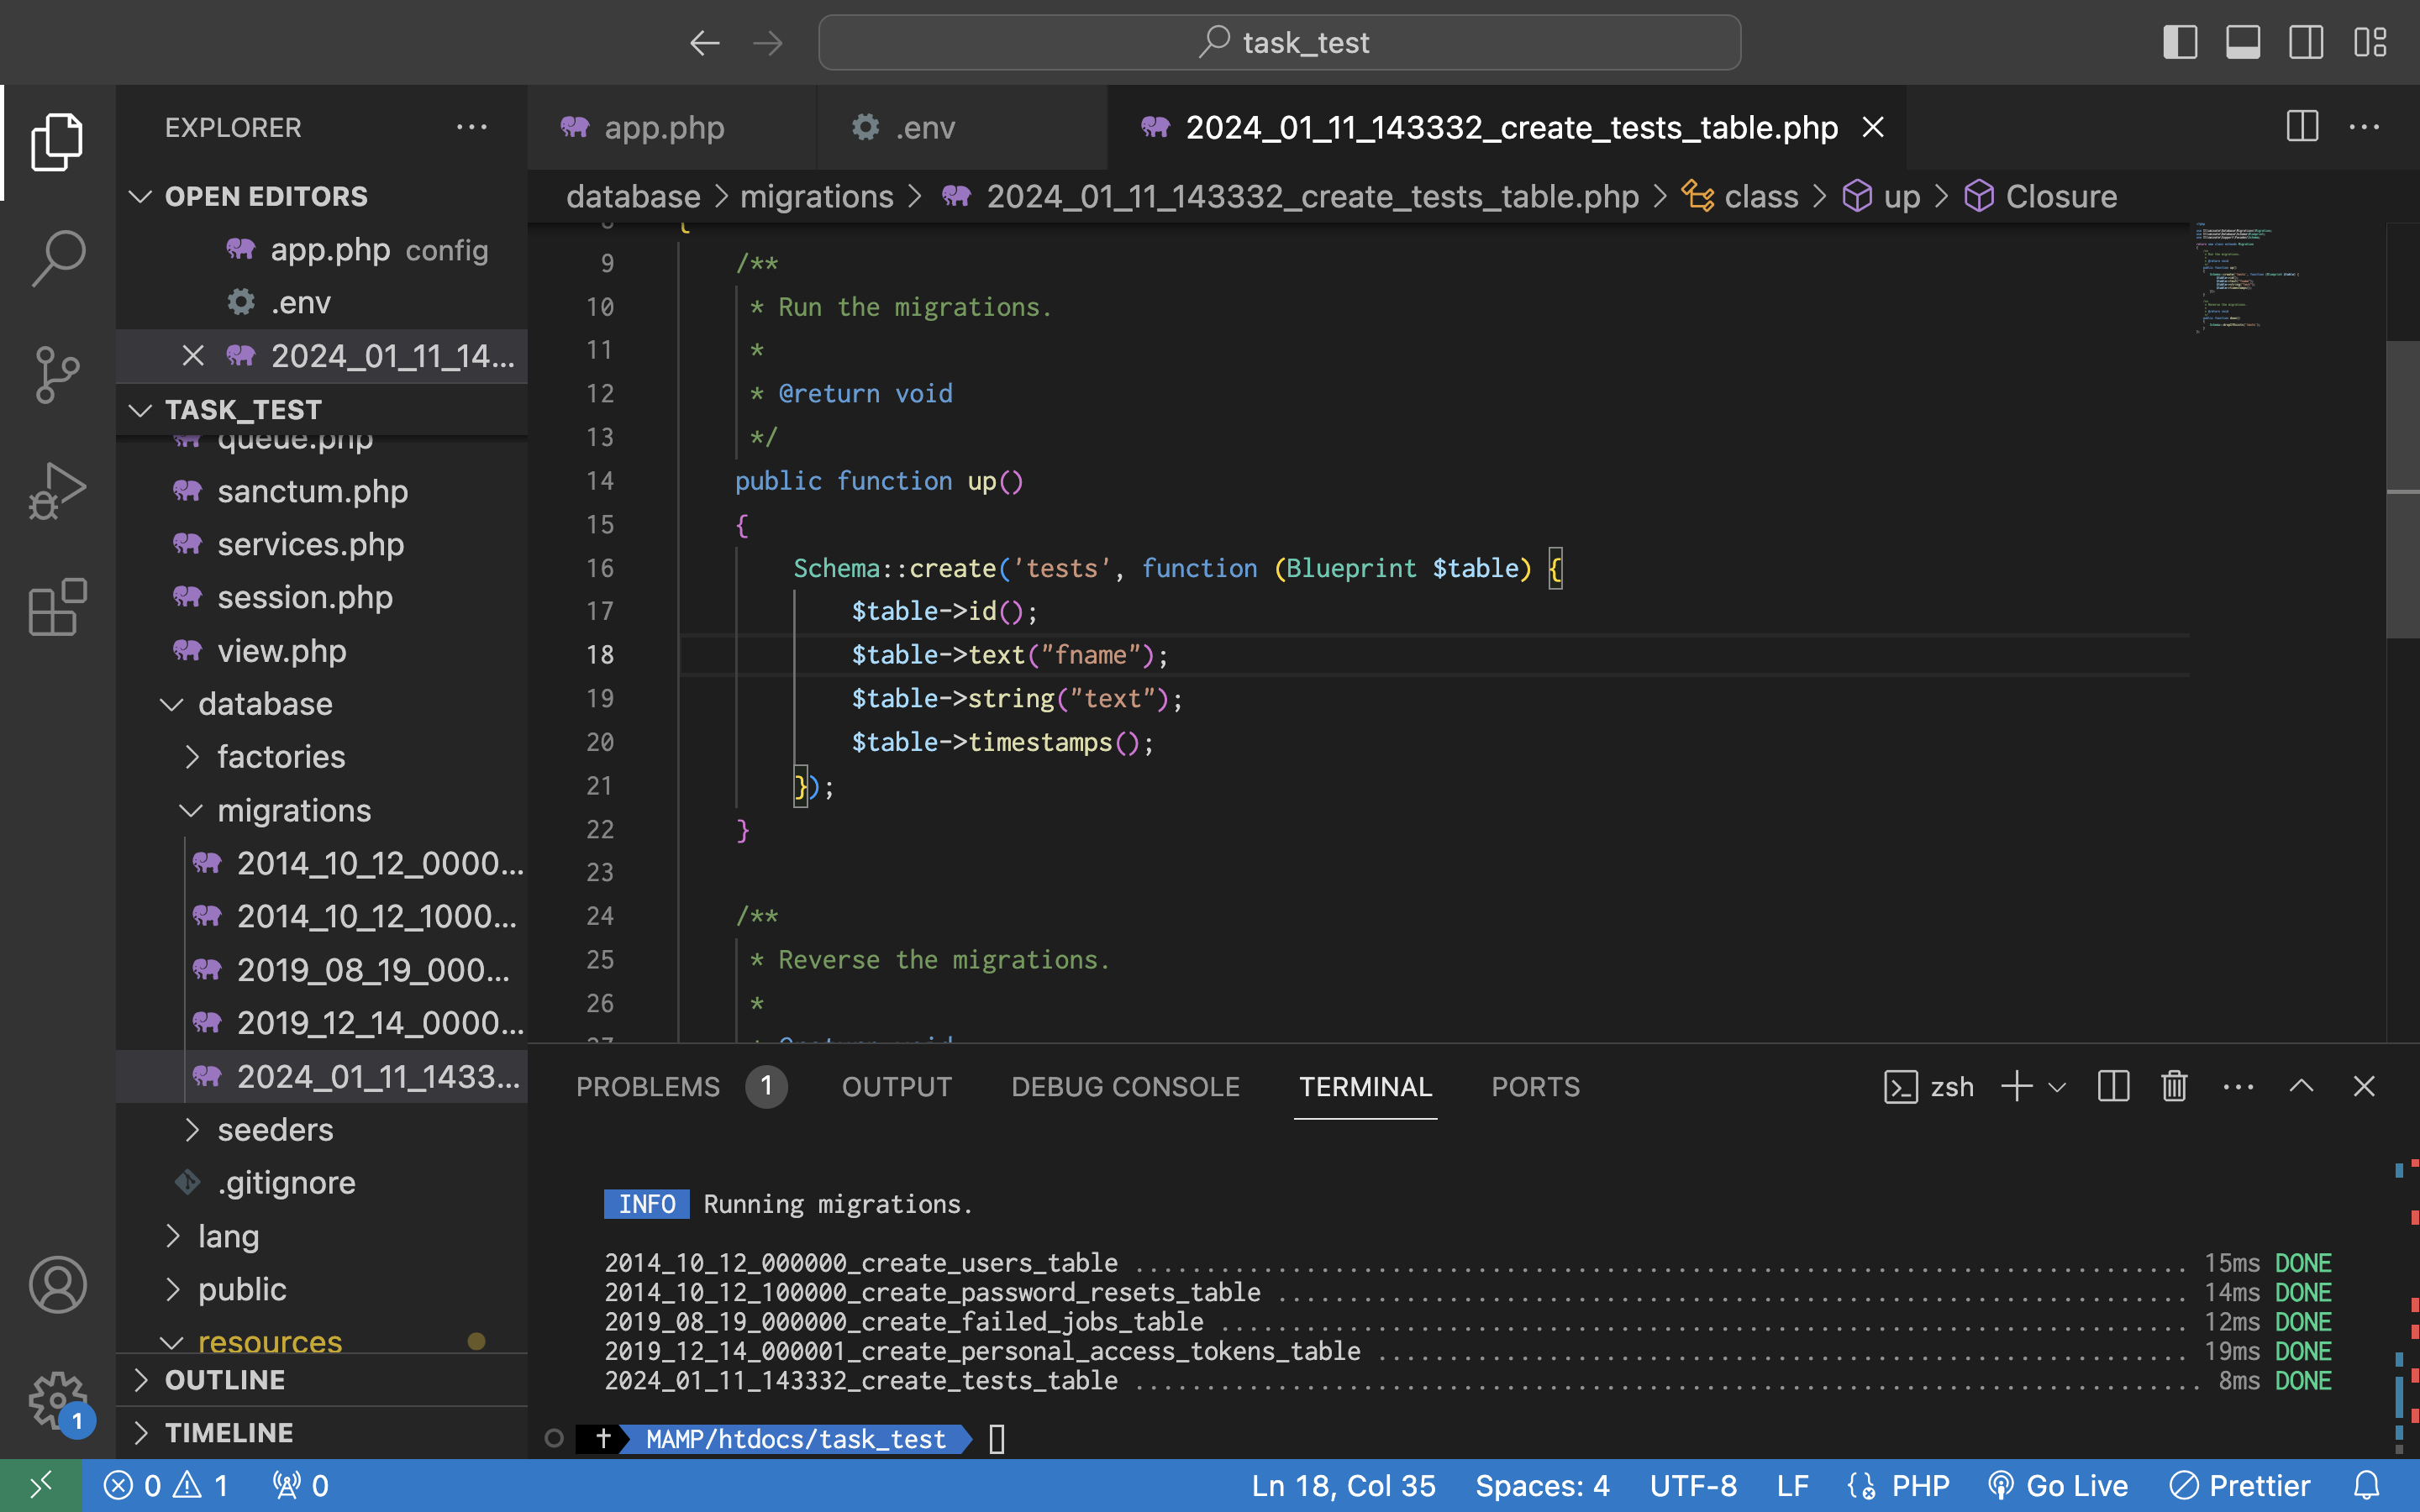 task_test
EXPLORER
OPEN EDITORS
app.php config
.env
2024_01_11_14...
TASK_TEST
queue.php
sanctum.php
services.php
session.php
view.php
database
factories
migrations
2014_10_12_0000...
2014_10_12_1000...
2019_08_19_000...
2019_12_14_0000...
2024_01_11_1433...
seeders
.gitignore
lang
public
resources
OUTLINE
TIMELINE
1
app.php
.env
2024_01_11_143332_create_tests_table.php
database > migrations > 2024_01_11_143332_create_tests_table.php > class > up > Closure
8 {
9 /**
10 * Run the migrations.
11 *
12 * @return void
13 */
14 public function up()
15 {
16 Schema::create('tests', function (Blueprint $table) {
17 $table->id();
18 $table->text("fname");
19 $table->string("text");
20 $table->timestamps();
21 });
22 }
23
24 /**
25 * Reverse the migrations.
26 *
27 * @return void
PROBLEMS 1 OUTPUT DEBUG CONSOLE TERMINAL PORTS zsh
INFO Running migrations.
2014_10_12_000000_create_users_table 15ms DONE
2014_10_12_100000_create_password_resets_table 14ms DONE
2019_08_19_000000_create_failed_jobs_table 12ms DONE
2019_12_14_000001_create_personal_access_tokens_table 19ms DONE
2024_01_11_143332_create_tests_table 8ms DONE
MAMP/htdocs/task_test
0 1 0 Ln 18, Col 35 Spaces: 4 UTF-8 LF PHP Go Live Prettier